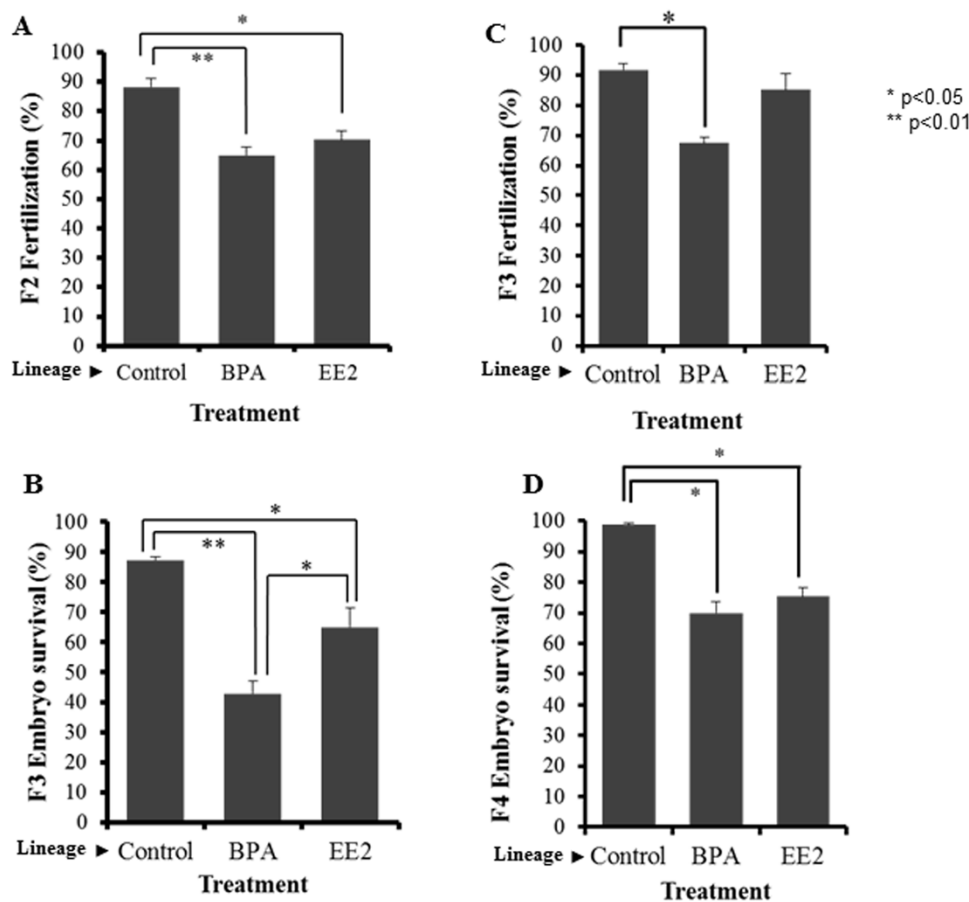 A
*
**
F2 Fertilization (%)
100
90
80
70
60
50
40
30
20
10
0
Lineage ► Control BPA EE2
Treatment
C
*
F3 Fertilization (%)
100
90
80
70
60
50
40
30
20
10
0
Lineage ► Control BPA EE2
Treatment
* p<0.05
** p<0.01
B
*
**
*
F3 Embryo survival (%)
100
90
80
70
60
50
40
30
20
10
0
Lineage ► Control BPA EE2
Treatment
D
*
*
F4 Embryo survival (%)
100
90
80
70
60
50
40
30
20
10
0
Lineage ► Control BPA EE2
Treatment